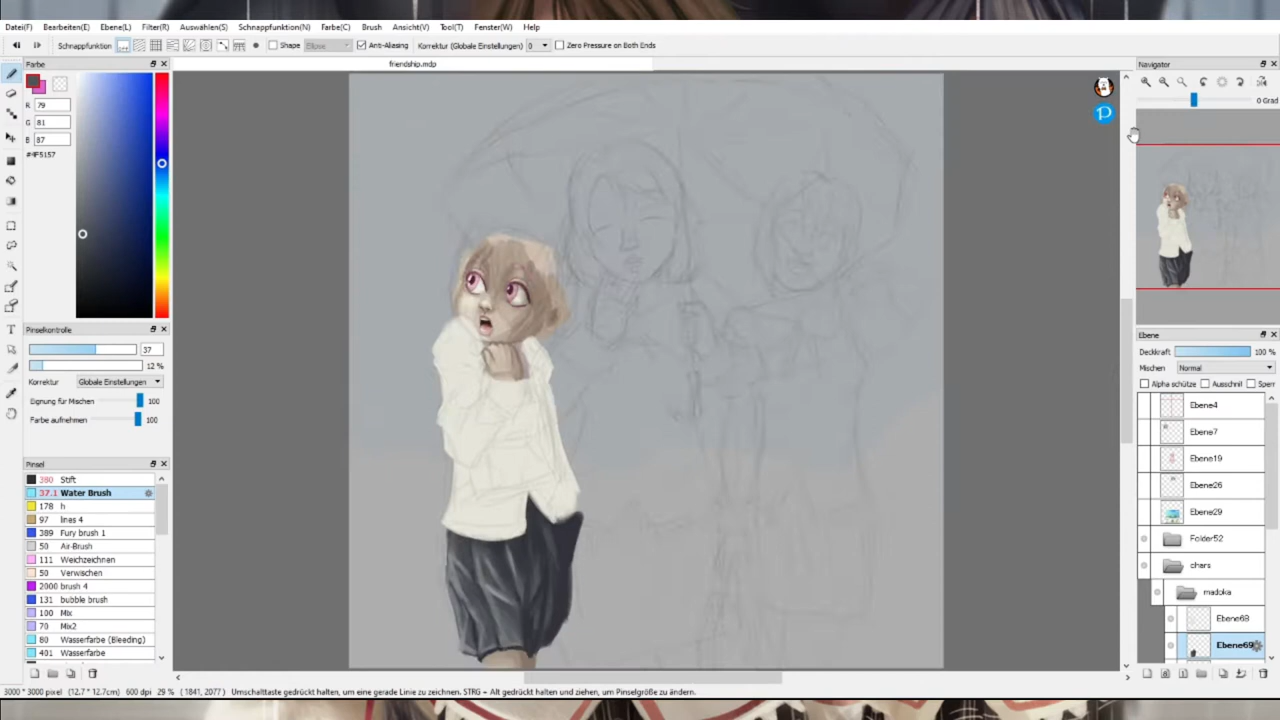 Datei(F) Bearbeiten(E) Ebene(L) Filter(R) Auswählen(S) Schnappfunktion(N) Farbe(C) Brush Ansicht(V) Tool(T) Fenster(W) Help
Schnappfunktion Shape Ellipse Anti-Aliasing Korrektur (Globale Einstellungen) 0 Zero Pressure on Both Ends
Farbe
friendship.mdp
Navigator
R 79
G 81
B 87
#4F5157
0 Grad
Pinselkontrolle
37
12 %
Korrektur Globale Einstellungen
Eignung für Mischen 100
Farbe aufnehmen 100
Pinsel
380 Stift
37.1 Water Brush
178 h
97 lines 4
389 Fury brush 1
50 Air-Brush
111 Weichzeichnen
50 Verwischen
2000 brush 4
131 bubble brush
100 Mix
70 Mix2
80 Wasserfarbe (Bleeding)
401 Wasserfarbe
Ebene
Deckkraft 100 %
Mischen Normal
Alpha schütze Ausschnil Sperr
Ebene4
Ebene7
Ebene19
Ebene26
Ebene29
Folder52
chars
madoka
Ebene68
Ebene69
3000 * 3000 pixel (12.7 * 12.7cm) 600 dpi 29 % ( 1841, 2077) Umschalttaste gedrückt halten, um eine gerade Linie zu zeichnen. STRG + Alt gedrückt halten und ziehen, um Pinselgröße zu ändern.